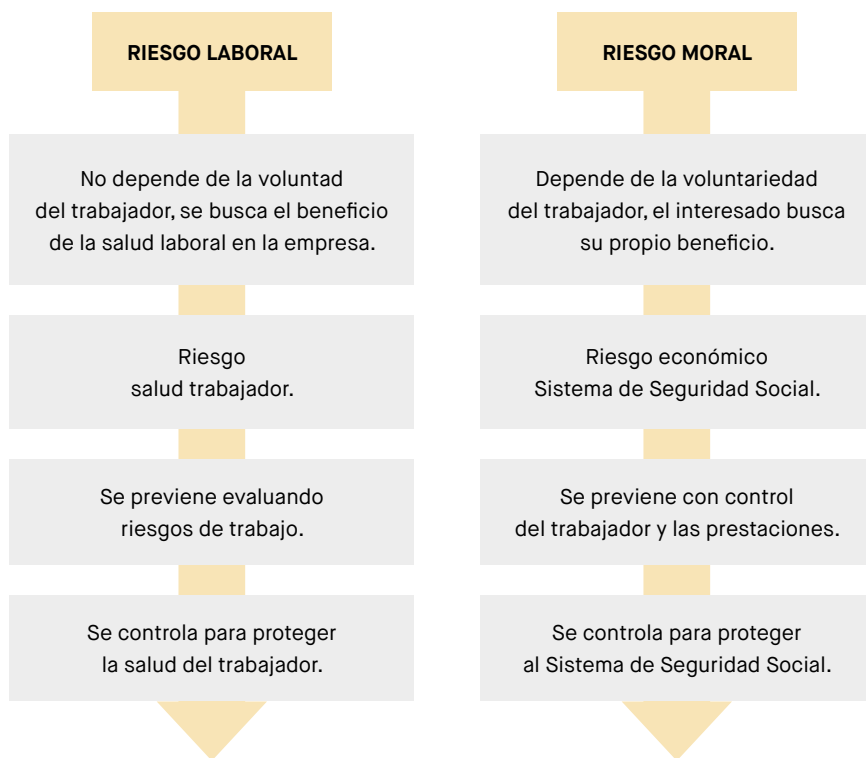 RIESGO LABORAL
No depende de la voluntad
del trabajador, se busca el beneficio
de la salud laboral en la empresa.
Riesgo
salud trabajador.
Se previene evaluando
riesgos de trabajo.
Se controla para proteger
la salud del trabajador.
RIESGO MORAL
Depende de la voluntariedad
del trabajador, el interesado busca
su propio beneficio.
Riesgo económico
Sistema de Seguridad Social.
Se previene con control
del trabajador y las prestaciones.
Se controla para proteger
al Sistema de Seguridad Social.